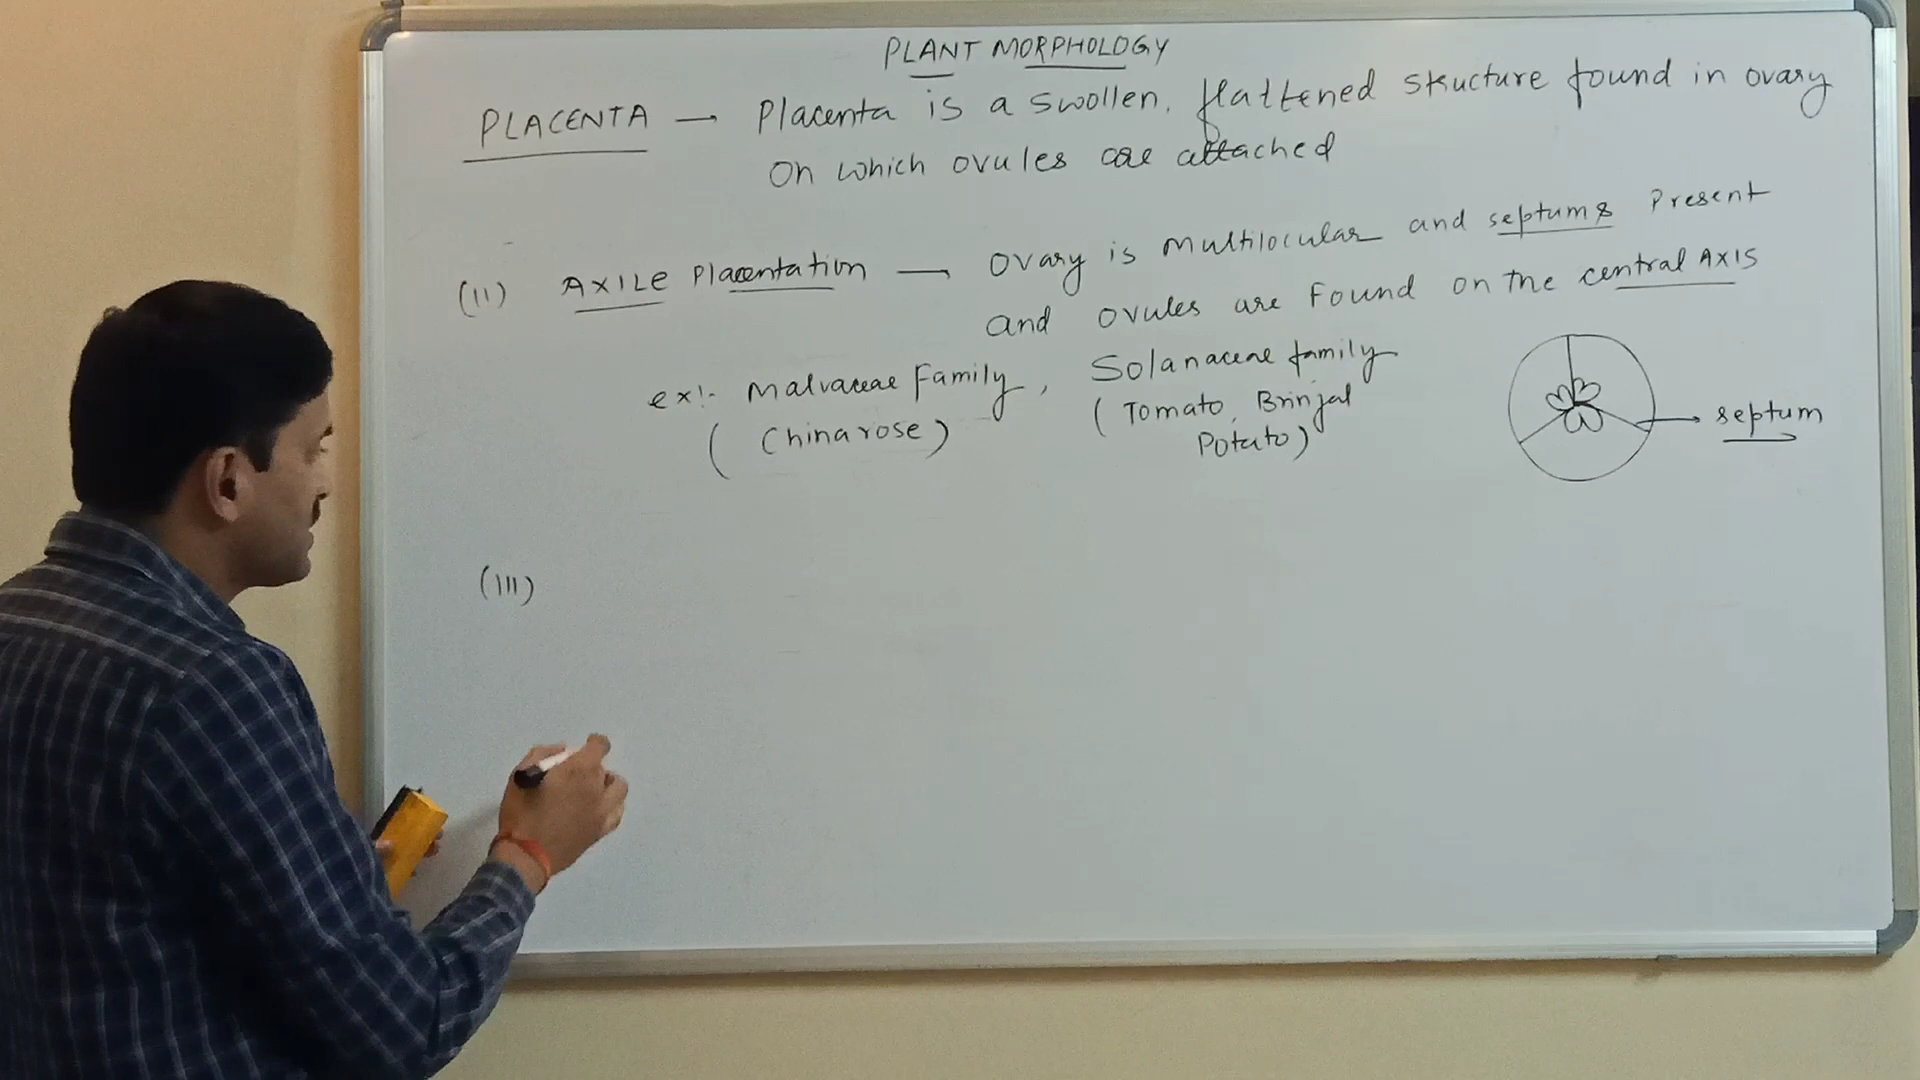 PLANT MORPHOLOGY
PLACENTA — Placenta is a swollen, flattened structure found in ovary
on which ovules are attached
(II) AXILE Placentation — Ovary is multilocular and septums Present
and ovules are Found on the central AXIS
ex:- Malvaceae Family, Solanaceae family
(Chinarose) (Tomato, Brinjal
Potato)
septum
(III)